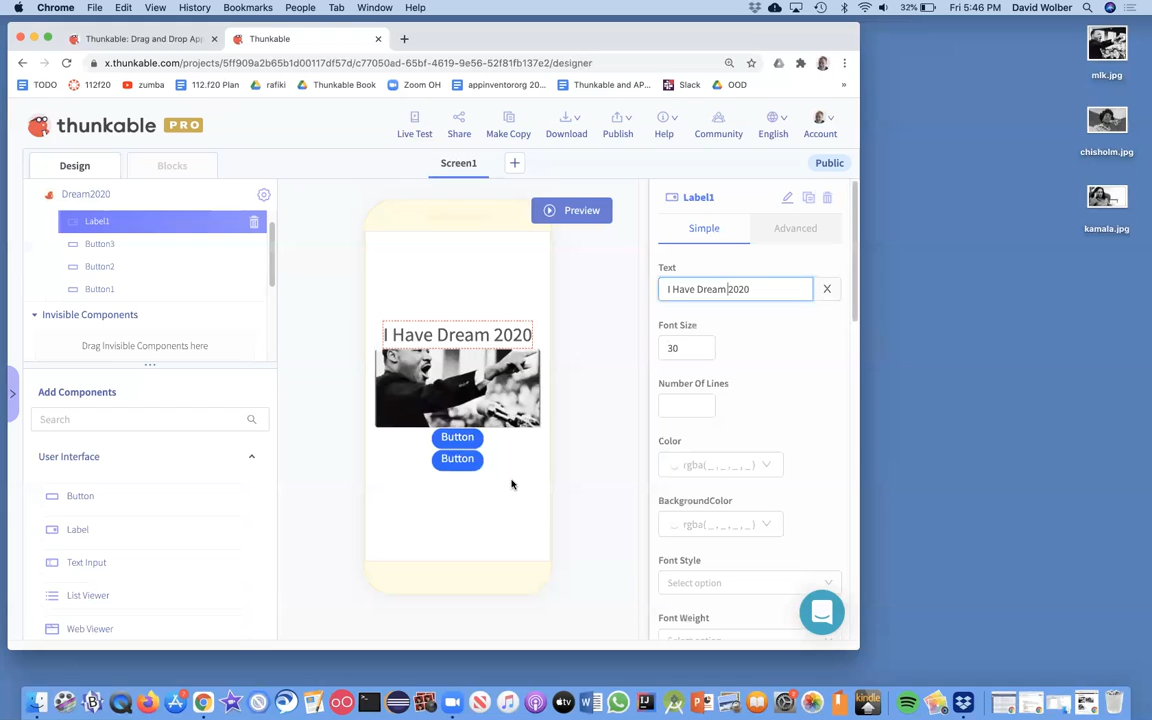 Chrome File Edit View History Bookmarks People Tab Window Help 32% Fri 5:46 PM David Wolber
Thunkable: Drag and Drop App Thunkable
x.thunkable.com/projects/5ff909a2b65b1d00117df57d/c77050ad-65bf-4619-9e56-52f81fb137e2/designer
TODO 112f20 zumba 112.f20 Plan rafiki Thunkable Book Zoom OH appinventororg 20... Thunkable and AP... Slack OOD »
thunkable PRO Live Test Share Make Copy Download Publish Help Community English Account
Design Blocks Screen1 + Public
Dream2020
Label1
Button3
Button2
Button1
Invisible Components
Drag Invisible Components here
Add Components
Search
User Interface
Button
Label
Text Input
List Viewer
Web Viewer
Preview
I Have Dream 2020
Button
Button
Label1
Simple Advanced
Text
I Have Dream 2020 X
Font Size
30
Number Of Lines
Color
rgba(_,_,_,_)
BackgroundColor
rgba(_,_,_,_)
Font Style
Select option
Font Weight
Select option
mlk.jpg
chisholm.jpg
kamala.jpg
kindle